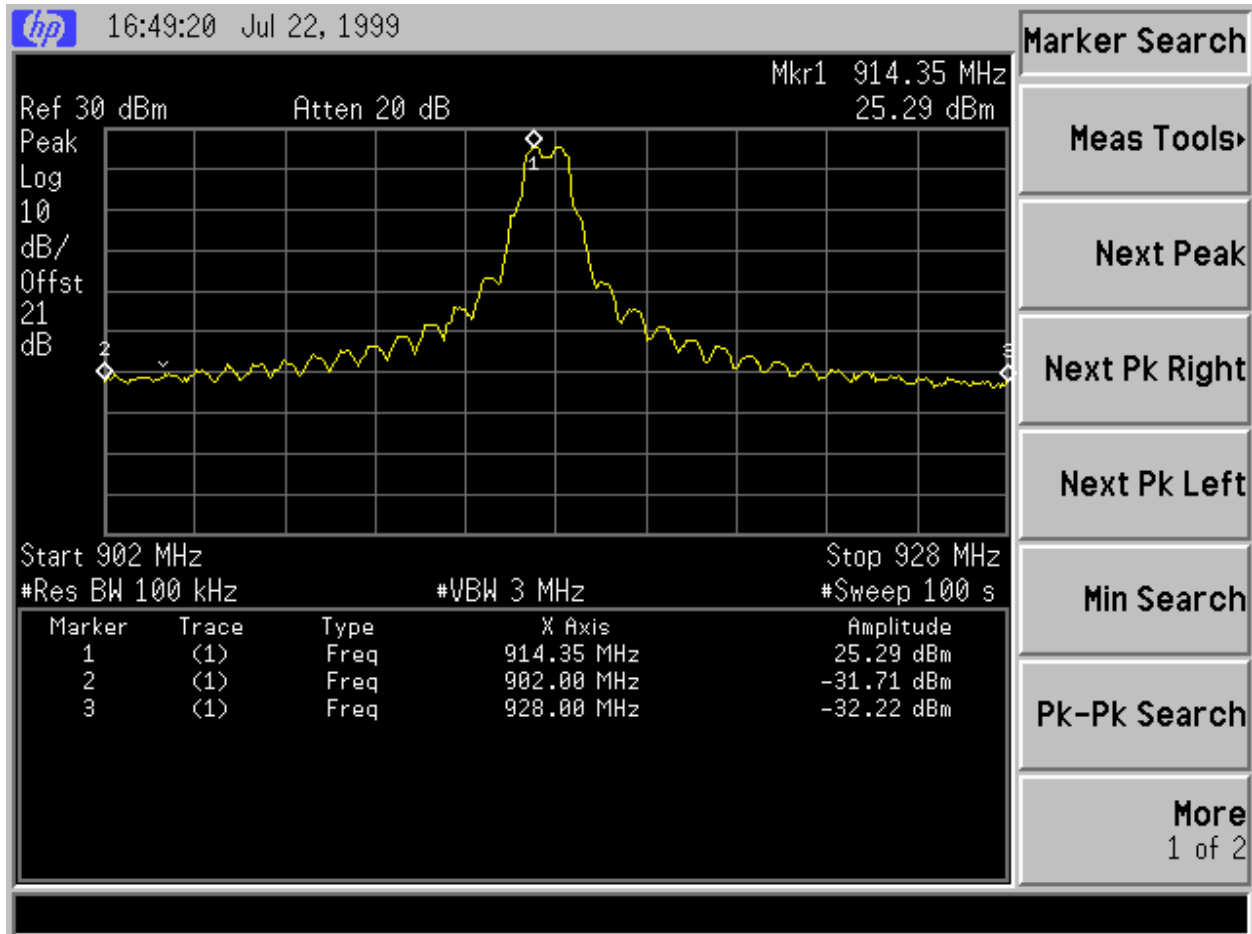 hp 16:49:20 Jul 22, 1999
Mkr1 914.35 MHz
Ref 30 dBm Atten 20 dB 25.29 dBm
Peak
Log
10
dB/
Offst
21
dB
1
2
3
Start 902 MHz Stop 928 MHz
#Res BW 100 kHz #VBW 3 MHz #Sweep 100 s
Marker Trace Type X Axis Amplitude
1 (1) Freq 914.35 MHz 25.29 dBm
2 (1) Freq 902.00 MHz -31.71 dBm
3 (1) Freq 928.00 MHz -32.22 dBm
Marker Search
Meas Tools▸
Next Peak
Next Pk Right
Next Pk Left
Min Search
Pk-Pk Search
More
1 of 2